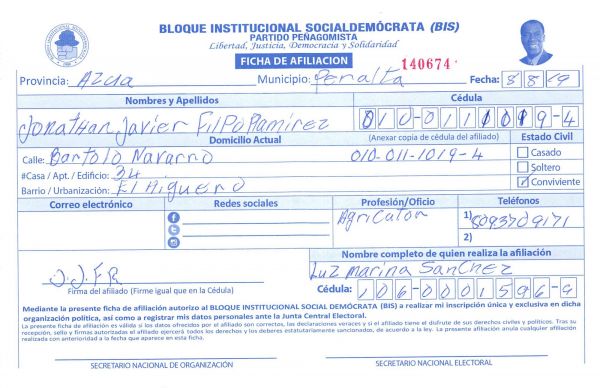 BLOQUE INSTITUCIONAL SOCIALDEMÓCRATA (BIS)
PARTIDO PEÑAGOMISTA
Libertad, Justicia, Democracia y Solidaridad
FICHA DE AFILIACION 140674
Provincia: Azua Municipio: Peralta Fecha: 8 8 19
Nombres y Apellidos Cédula
Jonathan Javier Filpo Ramirez 010-0111019-4
Domicilio Actual (Anexar copia de cédula del afiliado) Estado Civil
Calle: Bartolo Navarro 010-011-1019-4 Casado
#Casa / Apt. / Edificio: 34 Soltero
Barrio / Urbanización: El Higuero Conviviente
Correo electrónico Redes sociales Profesión/Oficio Teléfonos
Agricator 1) 8093709171
2)
Nombre completo de quien realiza la afiliación
J.J.F.R Luz Marina Sanchez
Firma del afiliado (Firme igual que en la Cédula) Cédula: 106-0001596-9
Mediante la presente ficha de afiliación autorizo al BLOQUE INSTITUCIONAL SOCIAL DEMÓCRATA (BIS) a realizar mi inscripción única y exclusiva en dicha
organización política, así como a registrar mis datos personales ante la Junta Central Electoral.
La presente ficha de afiliación es válida si los datos ofrecidos por el afiliado son correctos, las declaraciones veraces y si el afiliado tiene el disfrute de sus derechos civiles y políticos. Tras su
recepción, sello y firmas autorizadas el afiliado ejercerá todos los derechos y los deberes estatutariamente sancionados, de acuerdo a la ley. La presente afiliación anula cualquier afiliación
realizada con anterioridad a la fecha que aparece en esta ficha.
SECRETARIO NACIONAL DE ORGANIZACIÓN SECRETARIO NACIONAL ELECTORAL